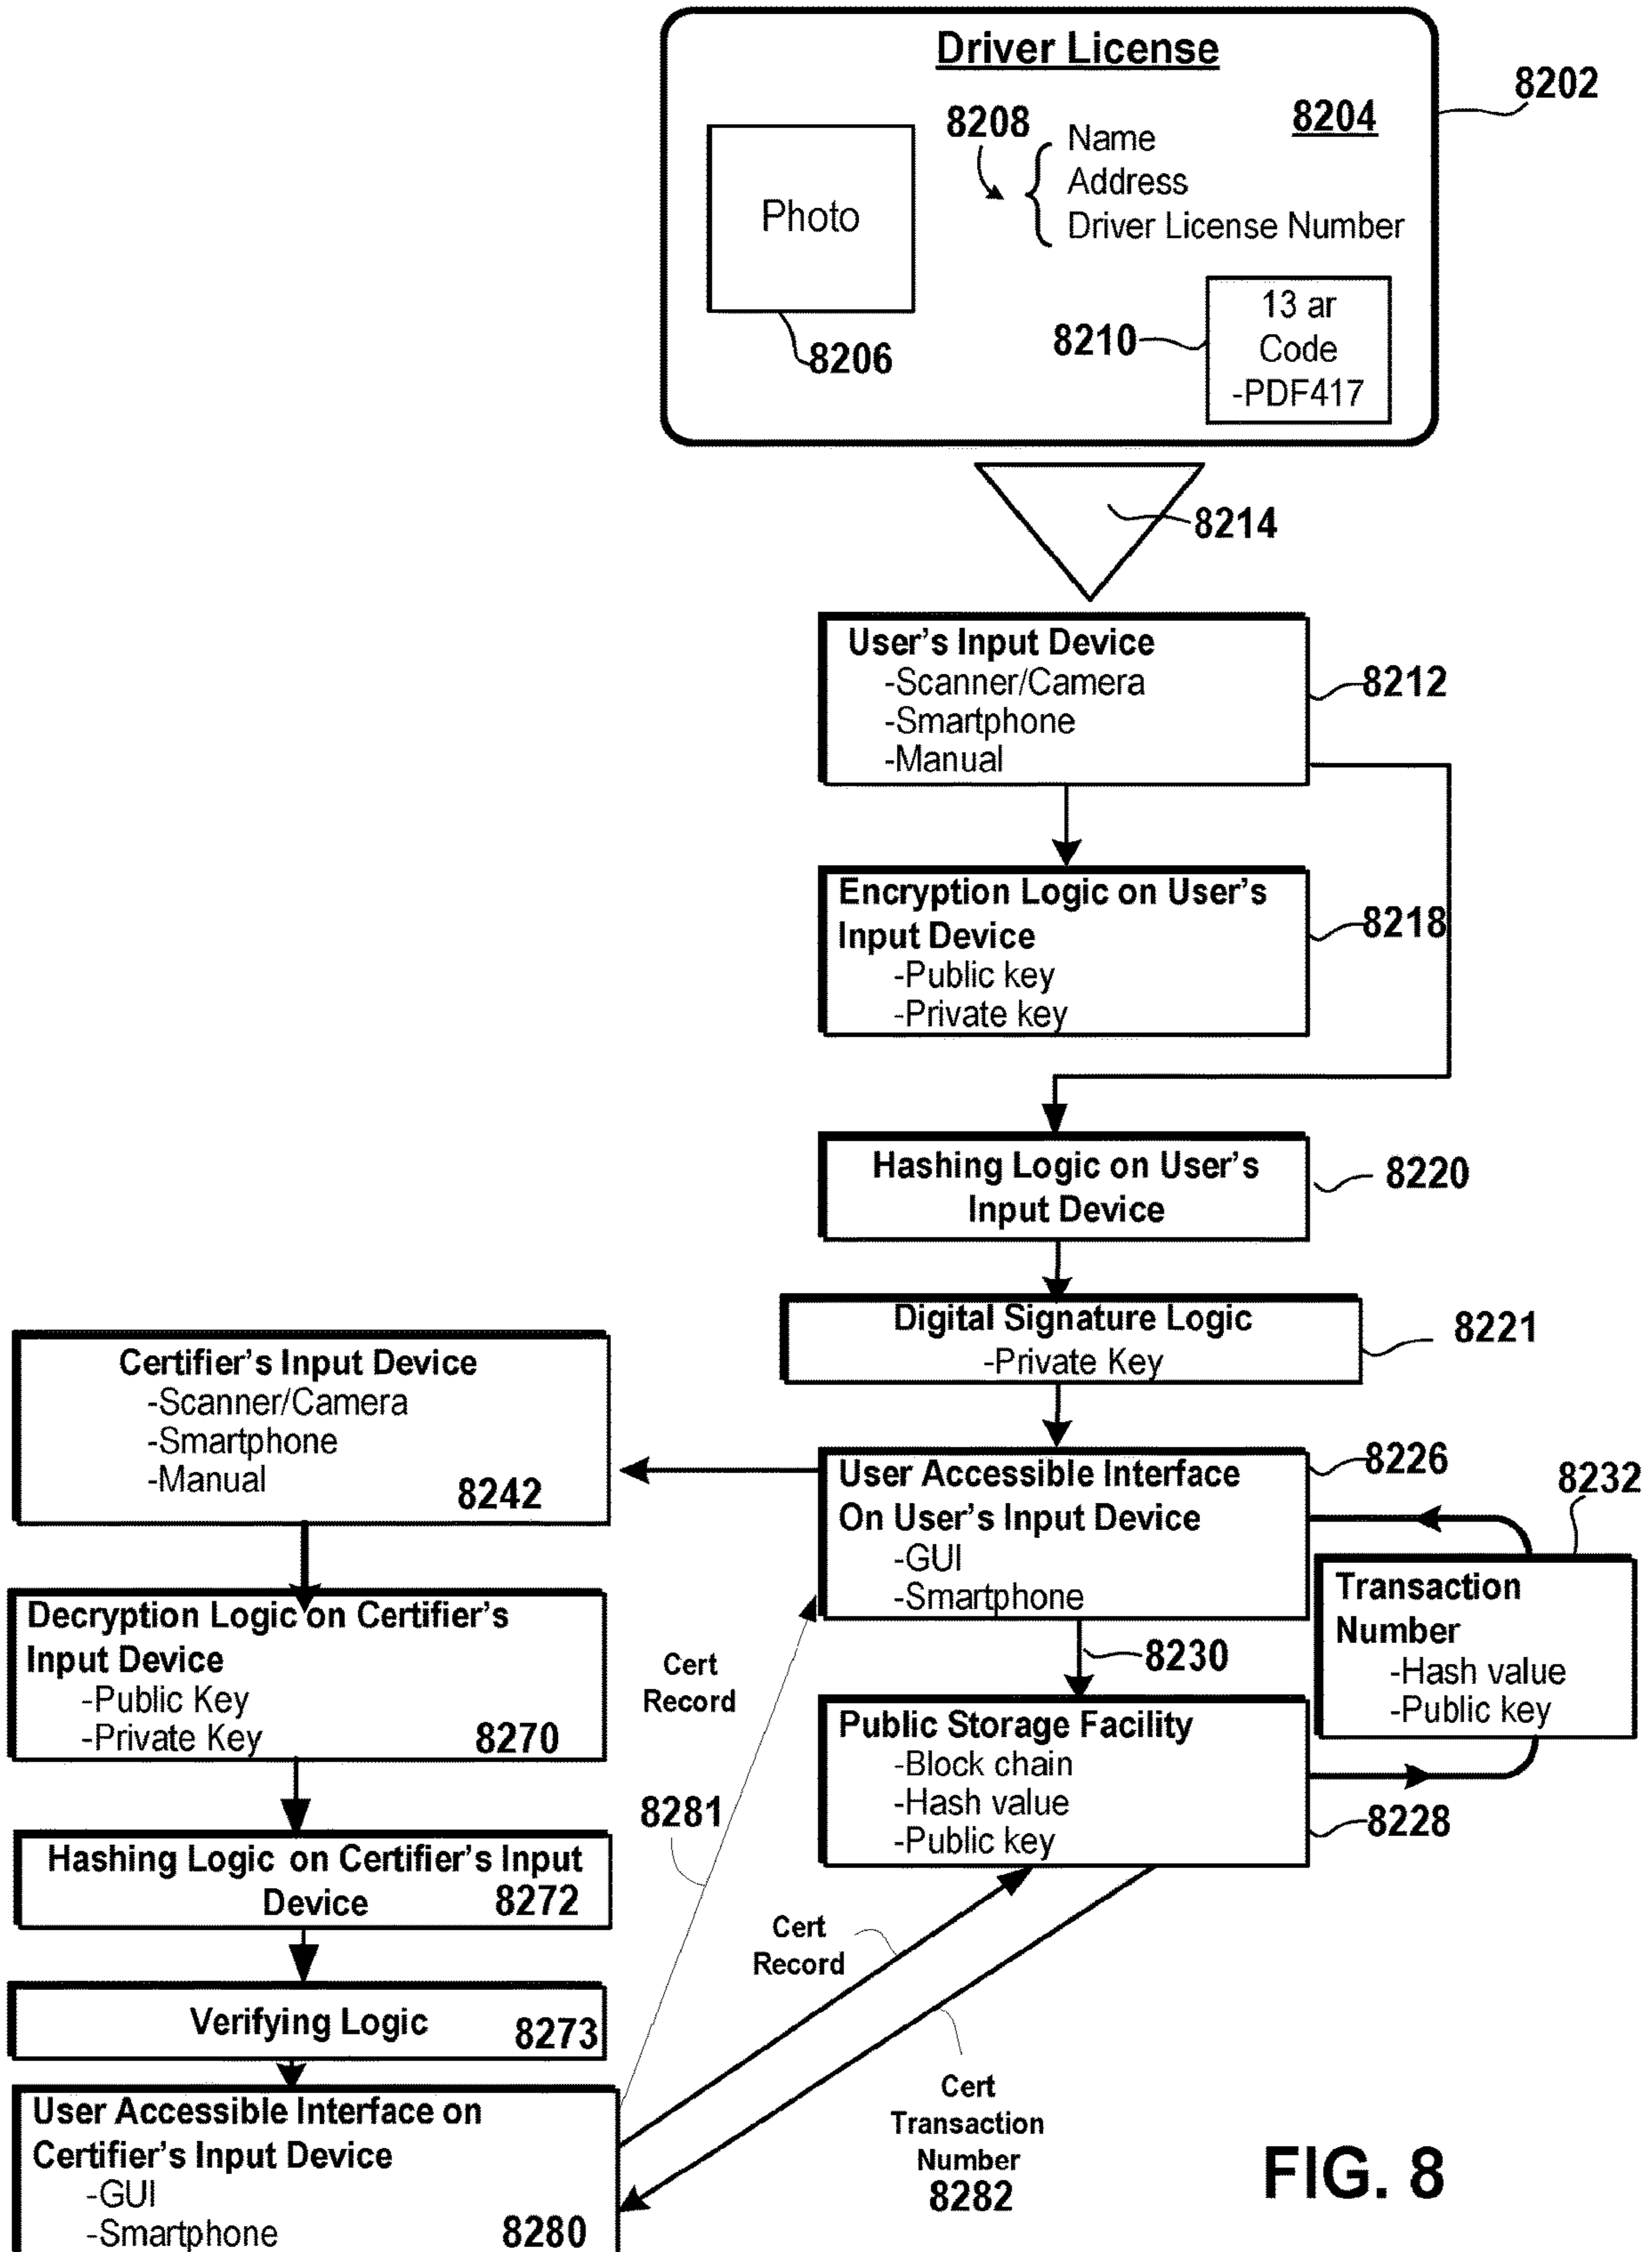 Driver License
8202
8204
8208
Name
Address
Driver License Number
Photo
8206
8210
13 ar
Code
-PDF417
8214
User's Input Device
-Scanner/Camera
-Smartphone
-Manual
8212
Encryption Logic on User's
Input Device
-Public key
-Private key
8218
Hashing Logic on User's
Input Device
8220
Digital Signature Logic
-Private Key
8221
Certifier's Input Device
-Scanner/Camera
-Smartphone
-Manual
8242
User Accessible Interface
On User's Input Device
-GUI
-Smartphone
8226
8232
Transaction
Number
-Hash value
-Public key
8230
Decryption Logic on Certifier's
Input Device
-Public Key
-Private Key
8270
Cert
Record
8281
Public Storage Facility
-Block chain
-Hash value
-Public key
8228
Hashing Logic on Certifier's Input
Device
8272
Cert
Record
Verifying Logic
8273
User Accessible Interface on
Certifier's Input Device
-GUI
-Smartphone
8280
Cert
Transaction
Number
8282
FIG. 8